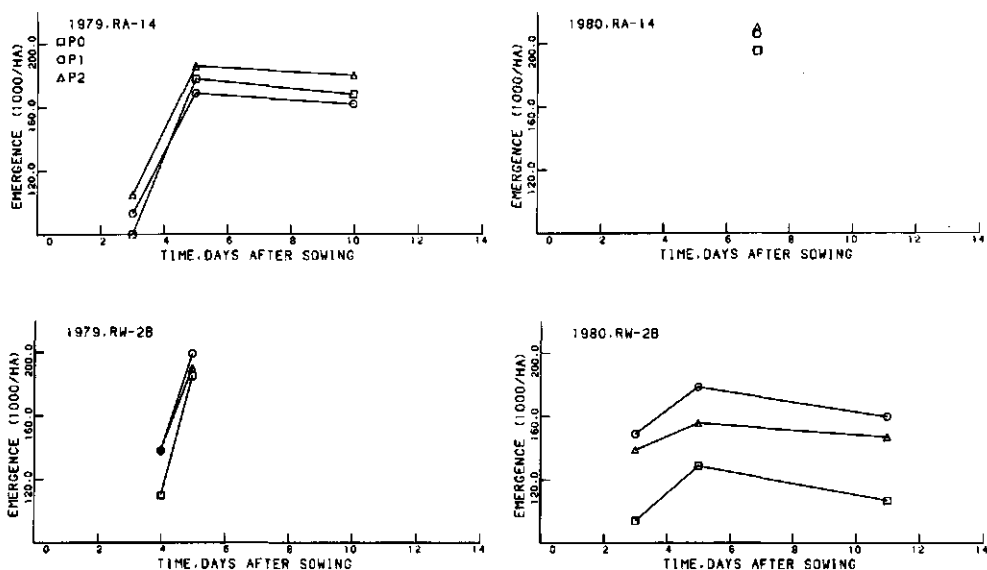 1979.RA-14
□ P0
○ P1
△ P2
EMERGENCE (1000/HA)
200.0
160.0
120.0
0 2 4 6 8 10 12 14
TIME.DAYS AFTER SOWING
1980.RA-14
EMERGENCE (1000/HA)
200.0
160.0
120.0
0 2 4 6 8 10 12 14
TIME.DAYS AFTER SOWING
1979.RW-2B
EMERGENCE (1000/HA)
200.0
160.0
120.0
0 2 4 6 8 10 12 14
TIME.DAYS AFTER SOWING
1980.RW-2B
EMERGENCE (1000/HA)
200.0
160.0
120.0
0 2 4 6 8 10 12 14
TIME.DAYS AFTER SOWING